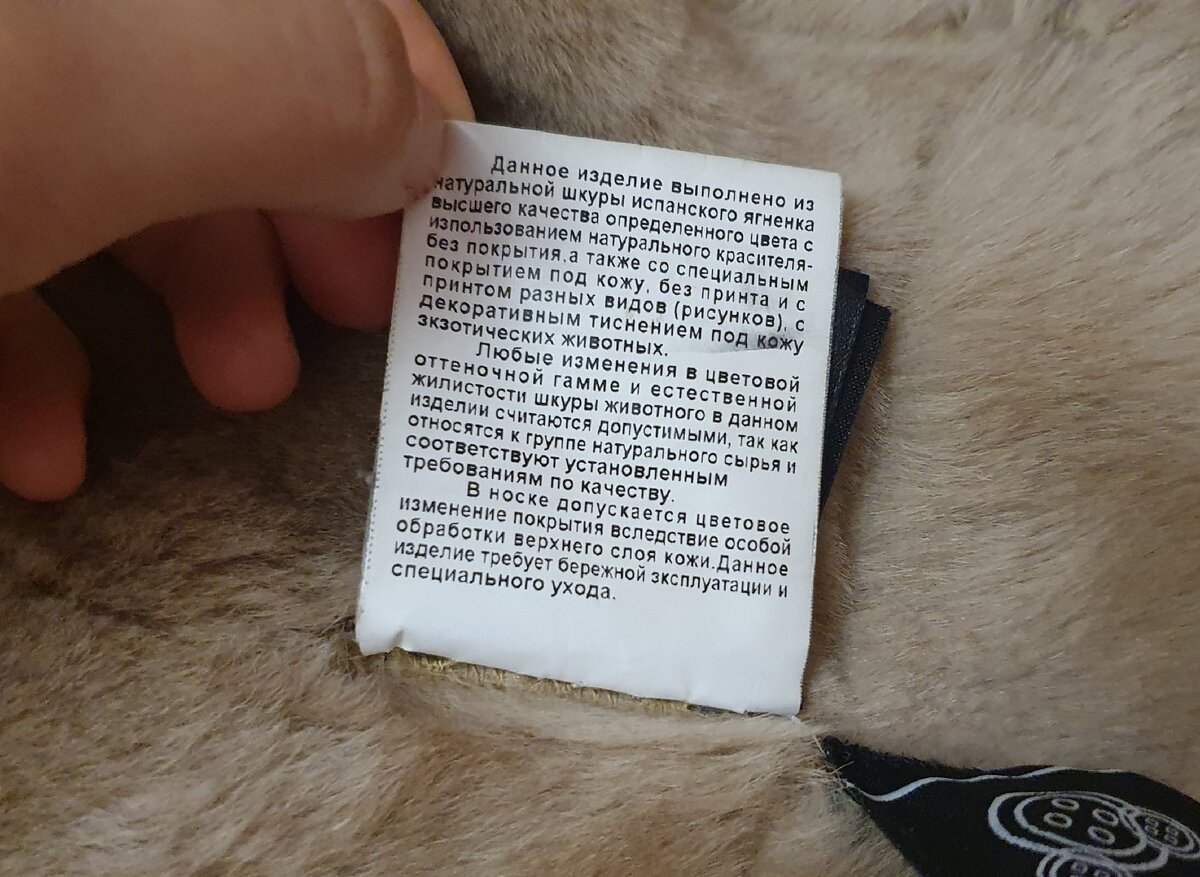 Данное изделие выполнено из
натуральной шкуры испанского ягненка
высшего качества определенного цвета с
изпользованием натурального красителя-
без покрытия,а также со специальным
покрытием под кожу, без принта и с
принтом разных видов (рисунков), с
декоративным тиснением под кожу
зкзотических животных.
Любые изменения в цветовой
оттеночной гамме и естественной
жилистости шкуры животного в данном
изделии считаются допустимыми, так как
относятся к группе натурального сырья и
соответствуют установленным
требованиям по качеству.
В носке допускается цветовое
изменение покрытия вследствие особой
обработки верхнего слоя кожи.Данное
изделие требует бережной зксплуатации и
специального ухода.